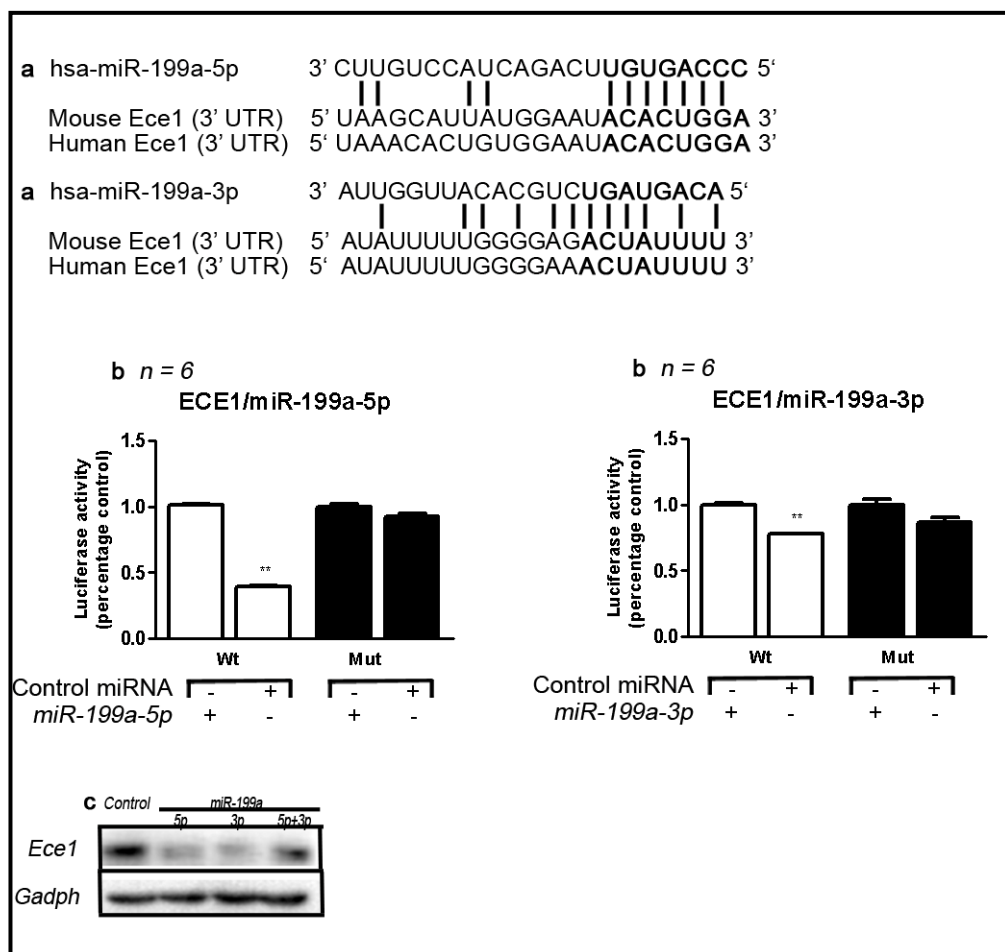 a hsa-miR-199a-5p 3’ CUUGUCCAUCAGACUUGUGACCC 5‘
Mouse Ece1 (3’ UTR) 5‘ UAAGCAUUAUGGAAUACACUGGA 3’
Human Ece1 (3’ UTR) 5‘ UAAACACUGUGGAAUACACUGGA 3’
a hsa-miR-199a-3p 3’ AUUGGUUACACGUCUGAUGACA 5‘
Mouse Ece1 (3’ UTR) 5‘ AUAUUUUUGGGGAGACUAUUUU 3’
Human Ece1 (3’ UTR) 5‘ AUAUUUUUGGGGAAACUAUUUU 3’
b n = 6
ECE1/miR-199a-5p
Luciferase activity
(percentage control)
1.5
1.0
0.5
0.0
**
Wt Mut
Control miRNA - + - +
miR-199a-5p + - + -
b n = 6
ECE1/miR-199a-3p
Luciferase activity
(percentage control)
1.5
1.0
0.5
0.0
**
Wt Mut
Control miRNA - + - +
miR-199a-3p + - + -
c Control miR-199a
5p 3p 5p+3p
Ece1
Gadph